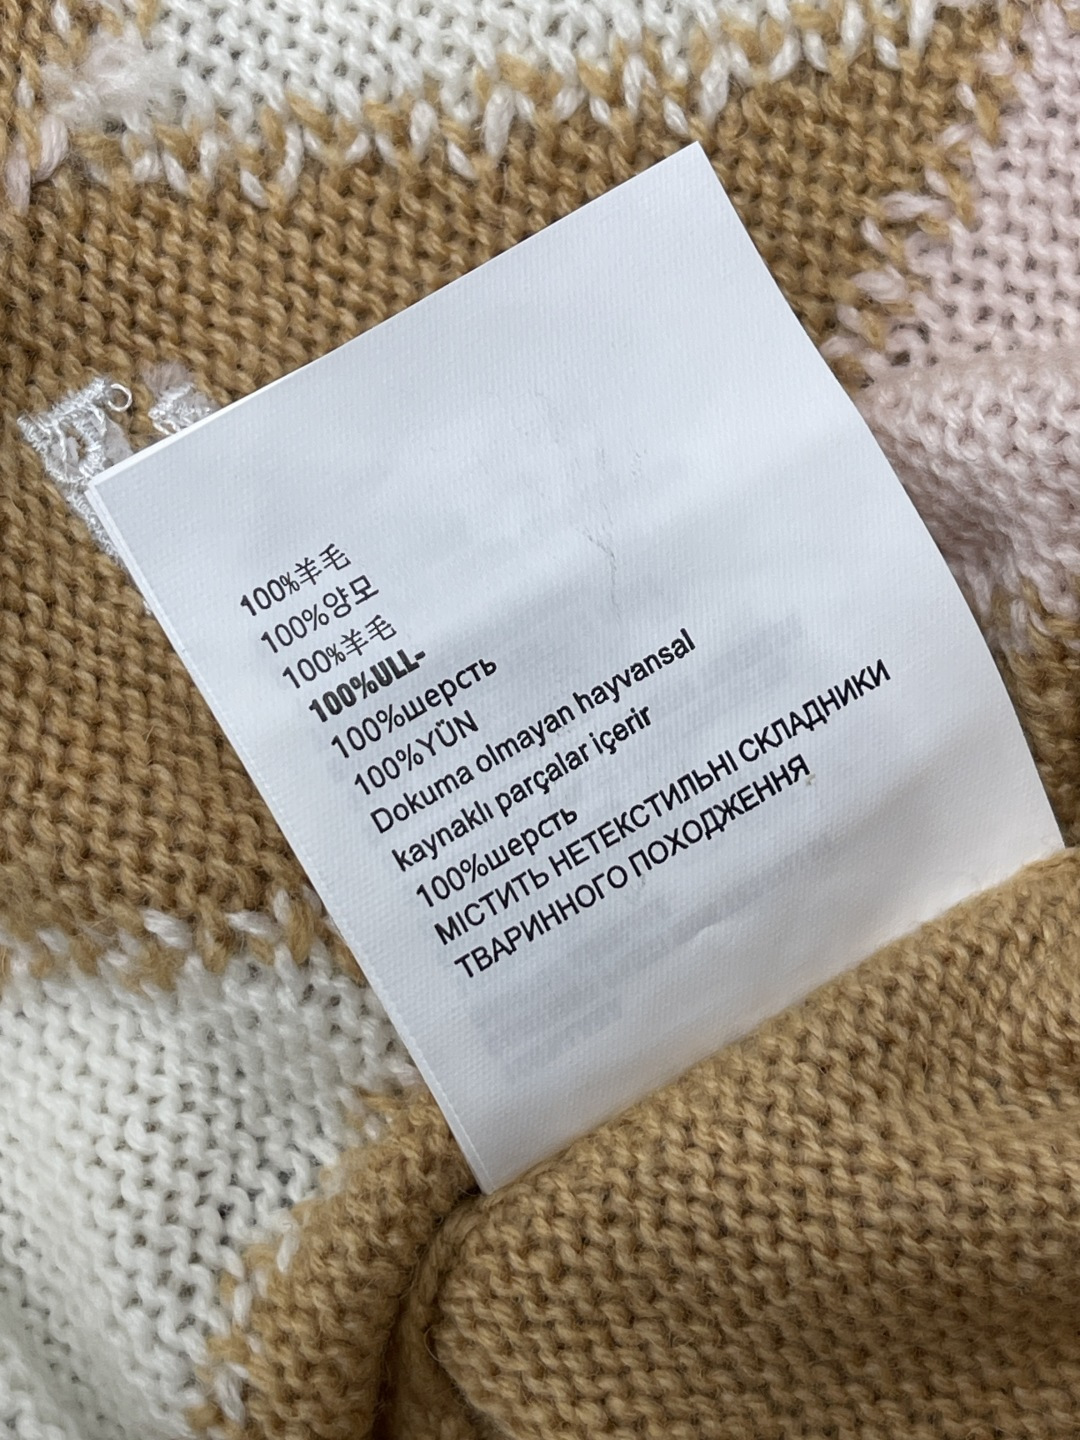 100%羊毛
100%양모
100%羊毛
100%ULL-
100%шерсть
100%YÜN
Dokuma olmayan hayvansal
kaynaklı parçalar içerir
100%шерсть
МІСТИТЬ НЕТЕКСТИЛЬНІ СКЛАДНИКИ
ТВАРИННОГО ПОХОДЖЕННЯ